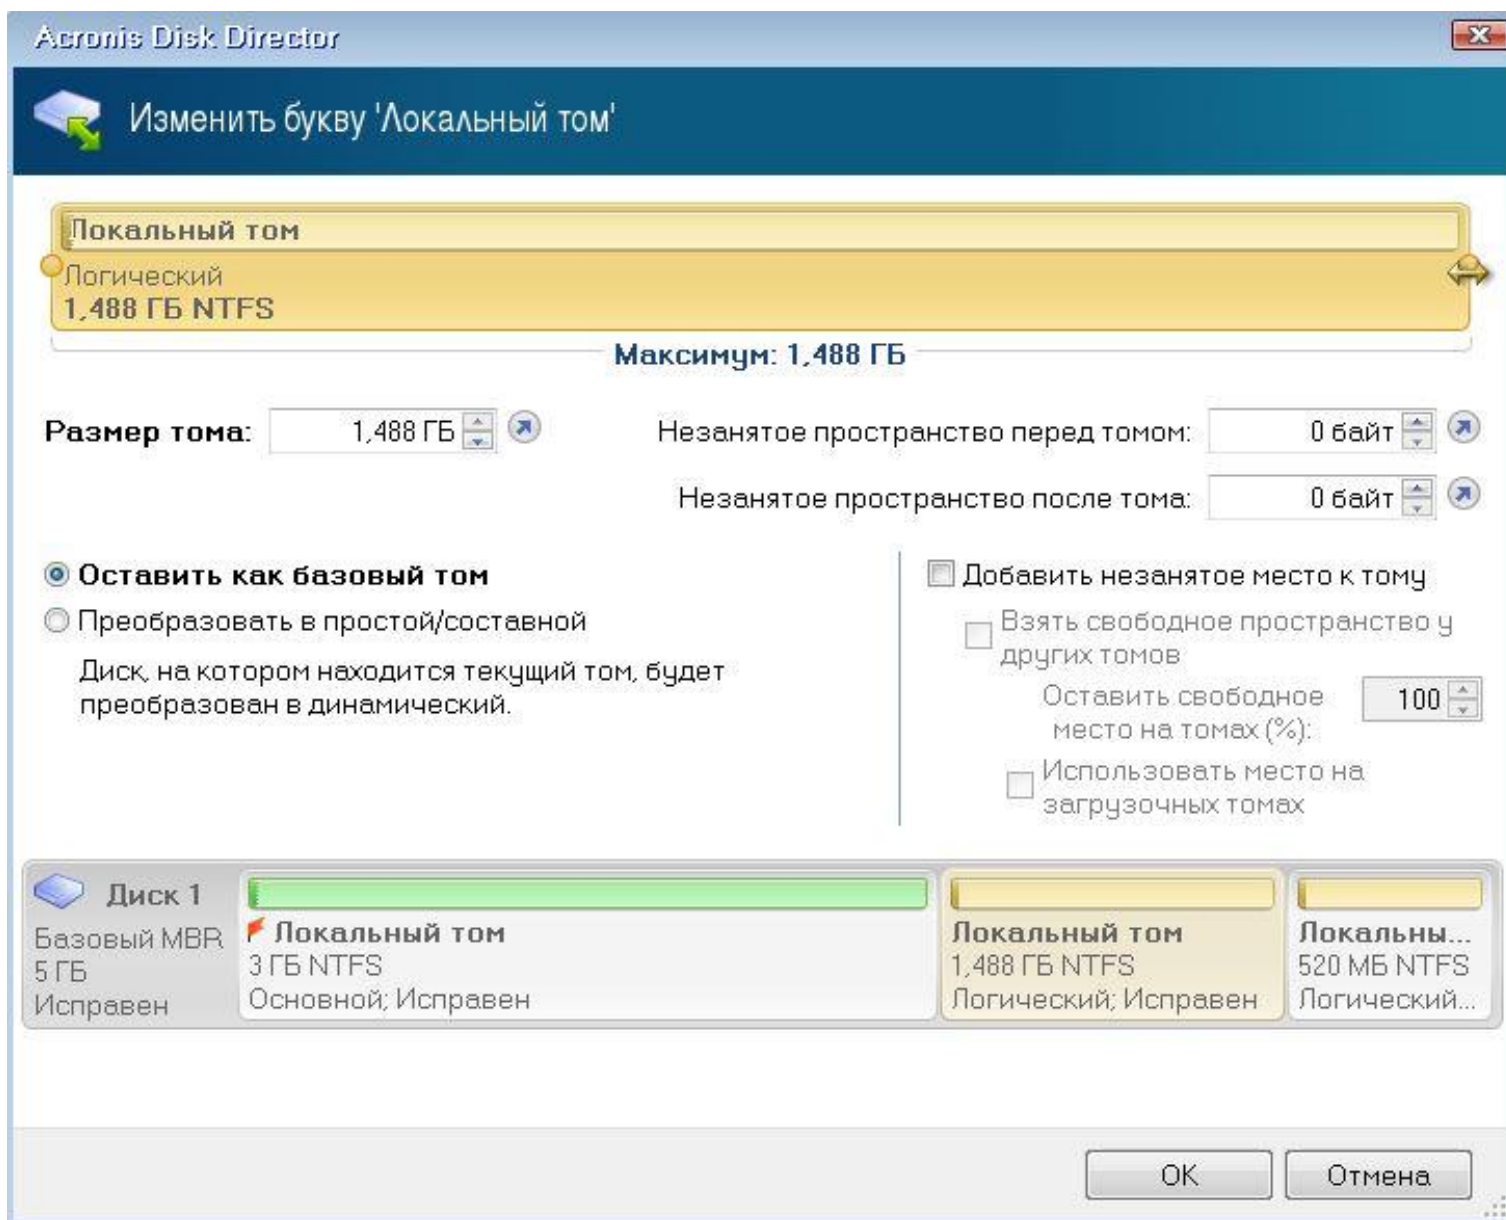 Acronis Disk Director
Изменить букву 'Локальный том'
Локальный том
Логический
1,488 ГБ NTFS
Максимум: 1,488 ГБ
Размер тома: 1,488 ГБ Незанятое пространство перед томом: 0 байт
Незанятое пространство после тома: 0 байт
Оставить как базовый том
Преобразовать в простой/составной
Диск, на котором находится текущий том, будет
преобразован в динамический.
Добавить незанятое место к тому
Взять свободное пространство у
других томов
Оставить свободное
место на томах (%):
100
Использовать место на
загрузочных томах
Диск 1
Базовый MBR
5 ГБ
Исправен
Локальный том
3 ГБ NTFS
Основной; Исправен
Локальный том
1,488 ГБ NTFS
Логический; Исправен
Локальны...
520 МБ NTFS
Логический...
OK
Отмена